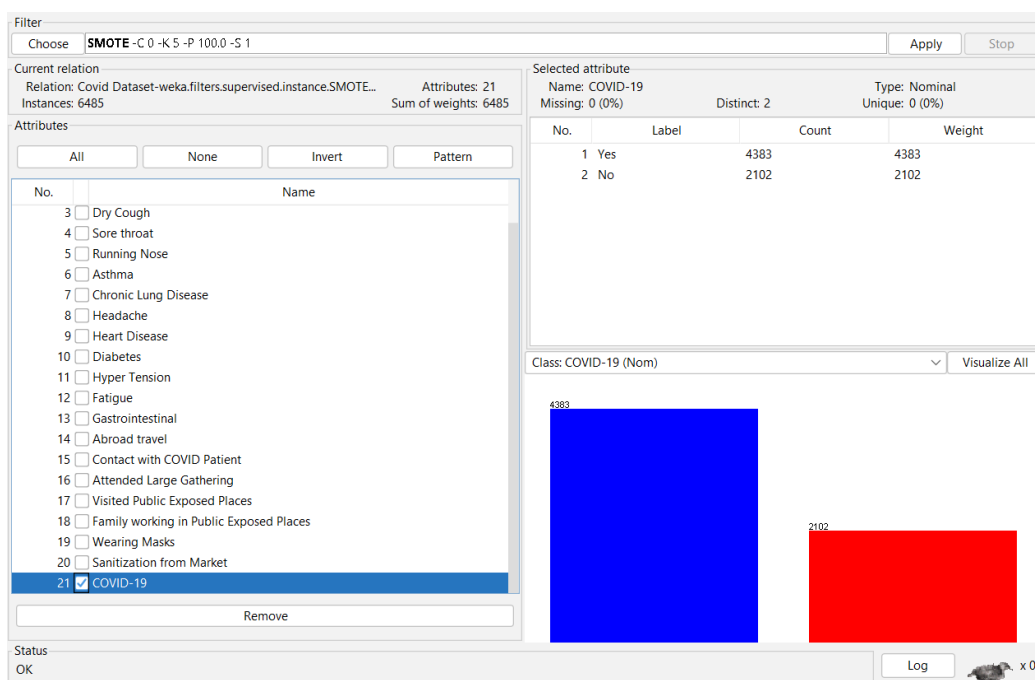 Filter
Choose SMOTE -C 0 -K 5 -P 100.0 -S 1 Apply Stop
Current relation
Relation: Covid Dataset-weka.filters.supervised.instance.SMOTE... Attributes: 21
Instances: 6485 Sum of weights: 6485
Attributes
All None Invert Pattern
No. Name
3 Dry Cough
4 Sore throat
5 Running Nose
6 Asthma
7 Chronic Lung Disease
8 Headache
9 Heart Disease
10 Diabetes
11 Hyper Tension
12 Fatigue
13 Gastrointestinal
14 Abroad travel
15 Contact with COVID Patient
16 Attended Large Gathering
17 Visited Public Exposed Places
18 Family working in Public Exposed Places
19 Wearing Masks
20 Sanitization from Market
21 COVID-19
Remove
Selected attribute
Name: COVID-19 Type: Nominal
Missing: 0 (0%) Distinct: 2 Unique: 0 (0%)
No. Label Count Weight
1 Yes 4383 4383
2 No 2102 2102
Class: COVID-19 (Nom) Visualize All
4383
2102
Status
OK
Log x 0